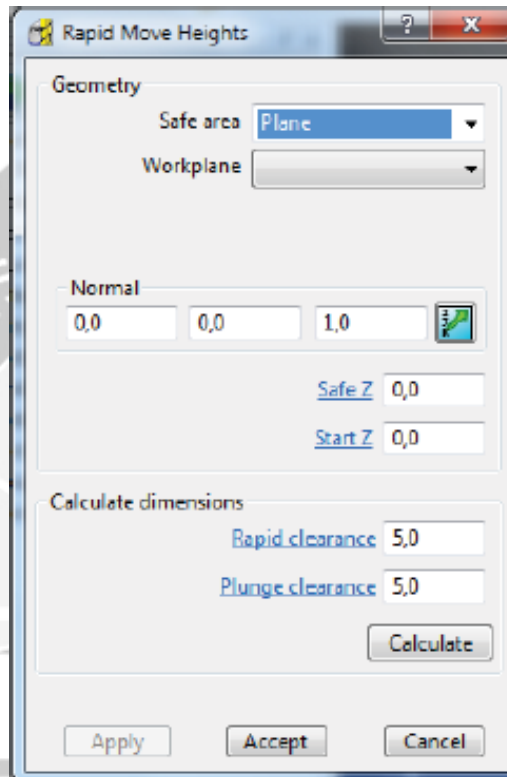 Rapid Move Heights
?
X
Geometry
Safe area Plane
Workplane
Normal
0,0 0,0 1,0
Safe Z 0,0
Start Z 0,0
Calculate dimensions
Rapid clearance 5,0
Plunge clearance 5,0
Calculate
Apply Accept Cancel